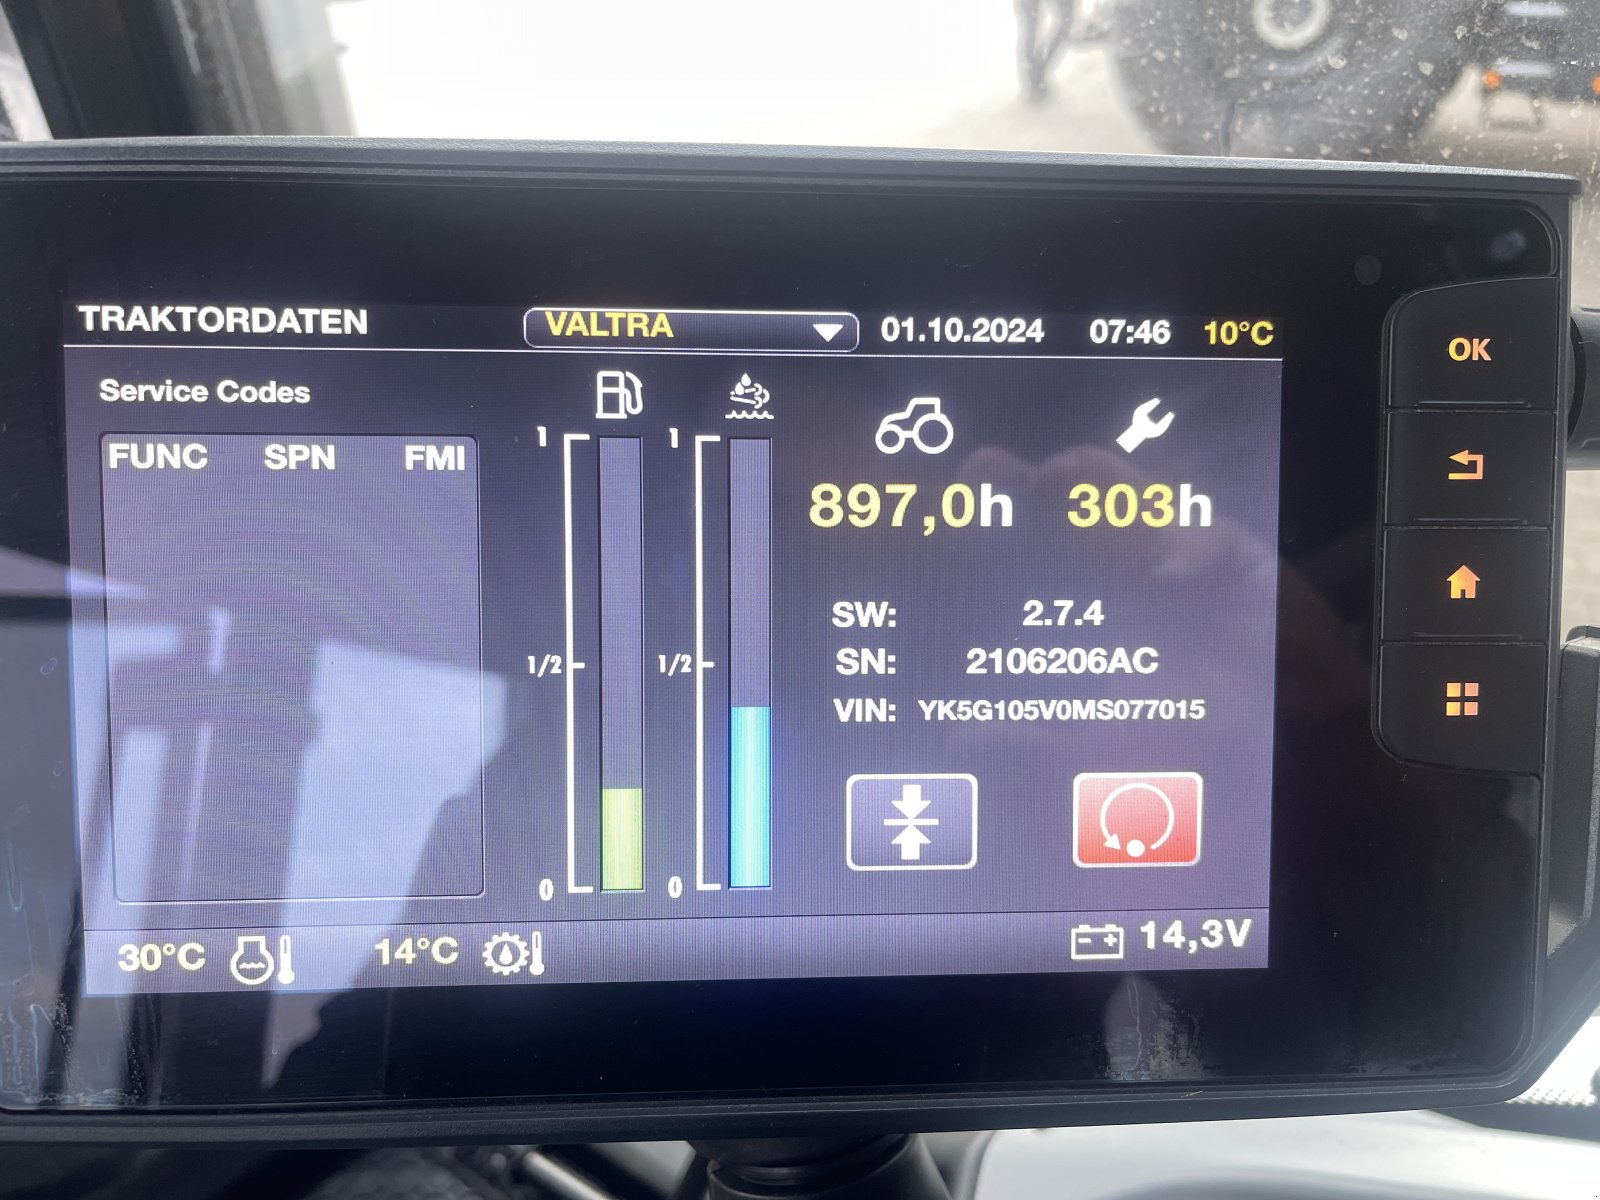 TRAKTORDATEN VALTRA 01.10.2024 07:46 10°C
Service Codes
FUNC SPN FMI
1 1
1/2 1/2
0 0
897,0h 303h
SW: 2.7.4
SN: 2106206AC
VIN: YK5G105V0MS077015
30°C 14°C 14,3V
OK